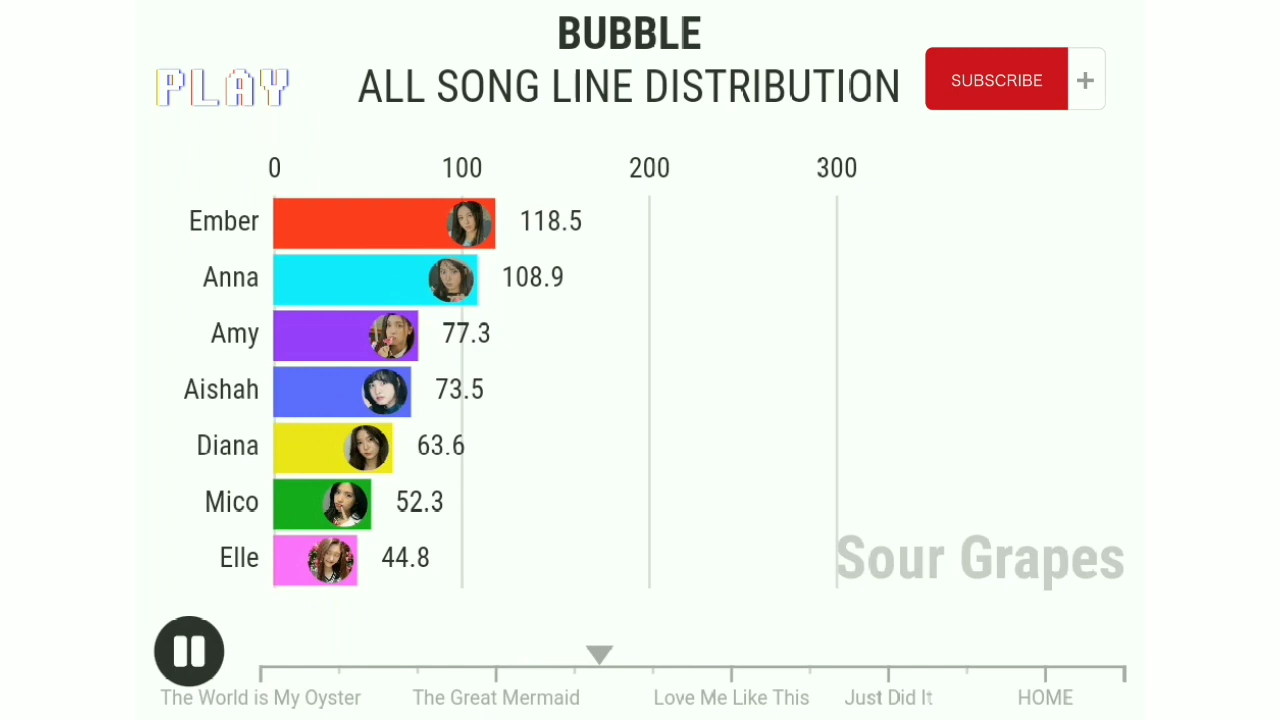 BUBBLE
PLAY
ALL SONG LINE DISTRIBUTION
SUBSCRIBE +
0 100 200 300
Ember 118.5
Anna 108.9
Amy 77.3
Aishah 73.5
Diana 63.6
Mico 52.3
Elle 44.8
Sour Grapes
The World is My Oyster The Great Mermaid Love Me Like This Just Did It HOME